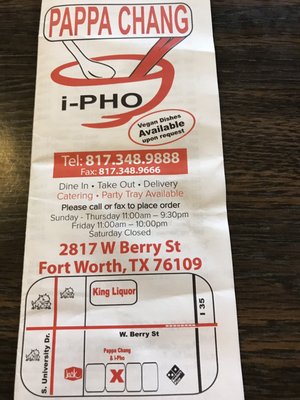 PAPPA CHANG
i-PHO
Vegan Dishes
Available
upon request
Tel: 817.348.9888
Fax: 817.348.9666
Dine In • Take Out • Delivery
Catering • Party Tray Available
Please call or fax to place order
Sunday - Thursday 11:00am – 9:30pm
Friday 11:00am – 10:00pm
Saturday Closed
2817 W Berry St
Fort Worth, TX 76109
King Liquor
I 35
W. Berry St
S. University Dr.
Pappa Chang
& i-Pho
X